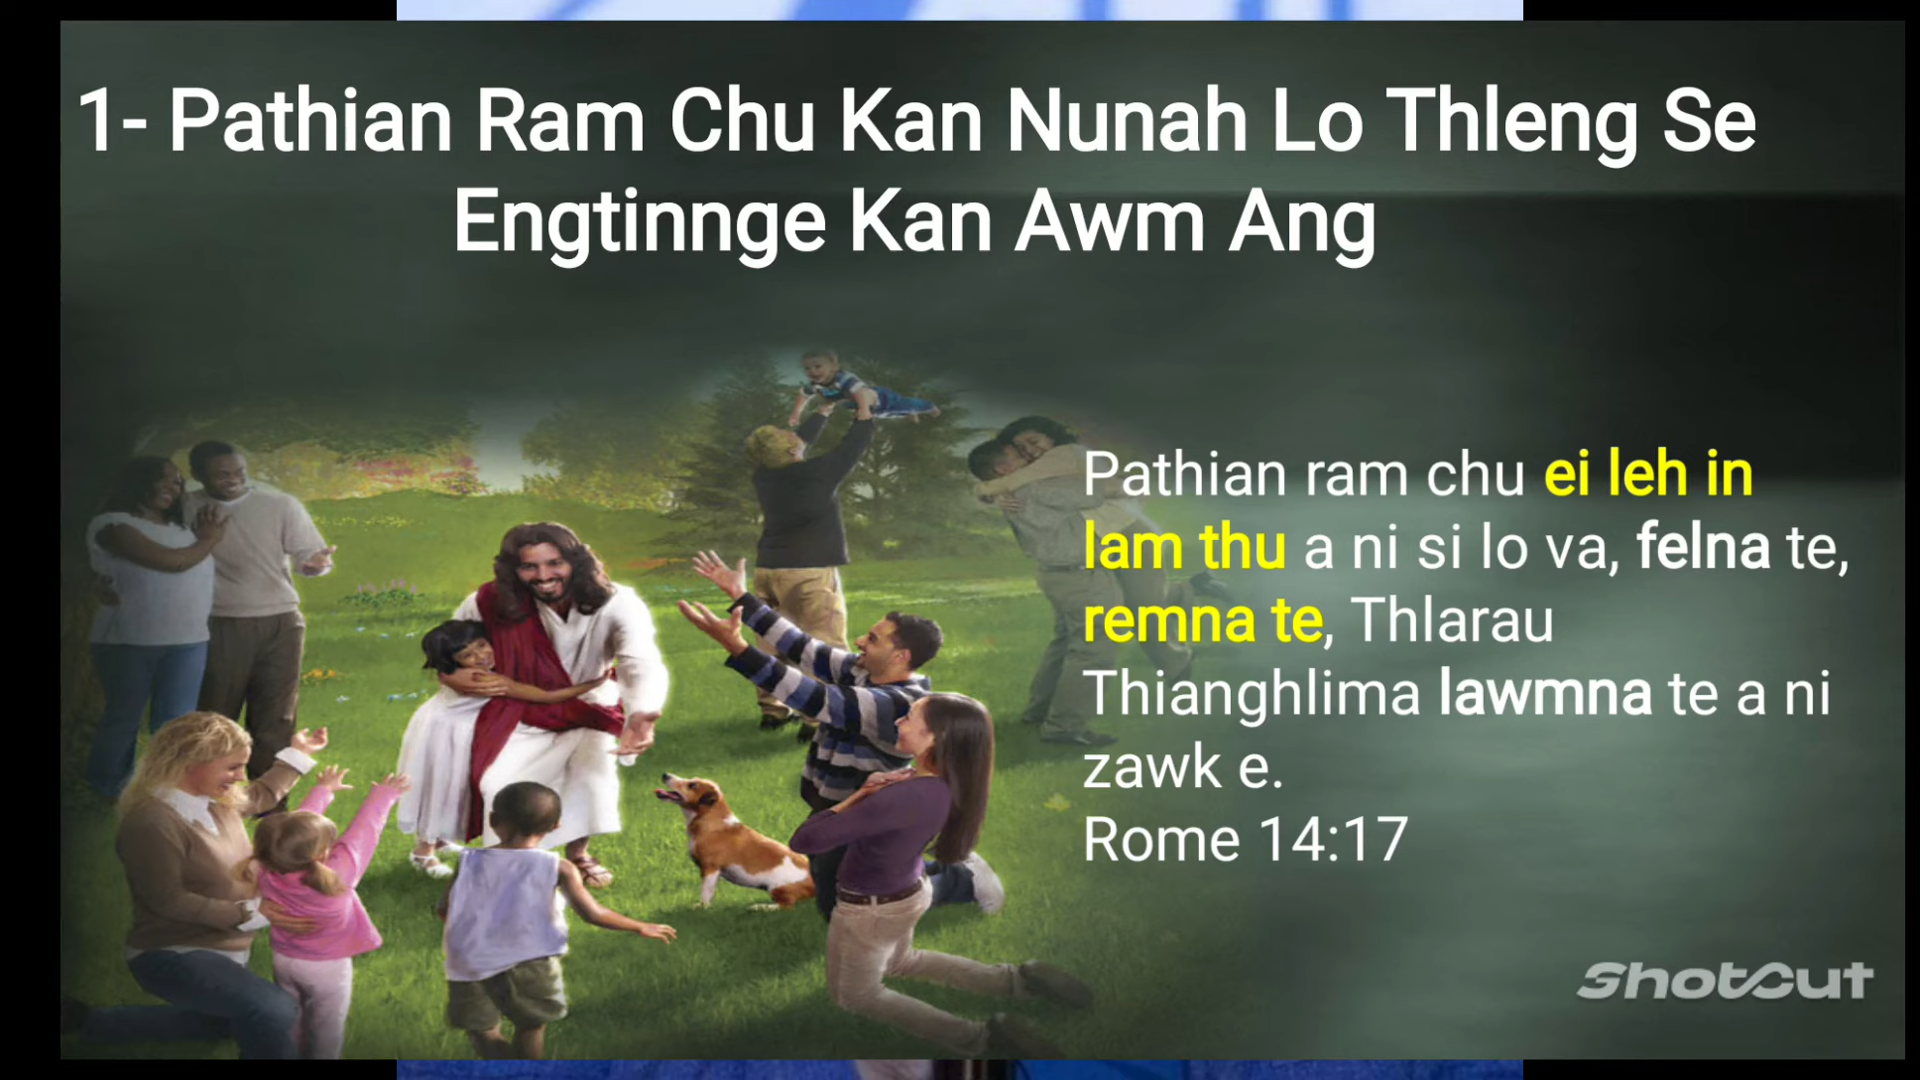 1- Pathian Ram Chu Kan Nunah Lo Thleng Se
Engtinnge Kan Awm Ang
Pathian ram chu ei leh in
lam thu a ni si lo va, felna te,
remna te, Thlarau
Thianghlima lawmna te a ni
zawk e.
Rome 14:17
ShotCut